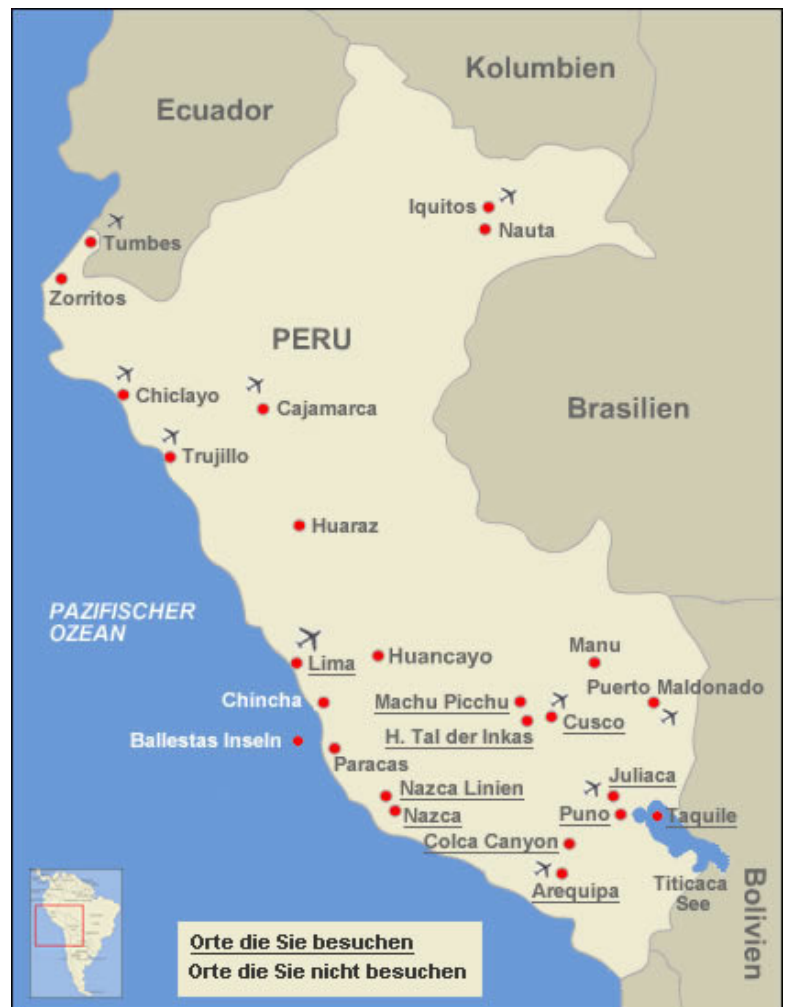 Kolumbien
Ecuador
Iquitos
Nauta
Tumbes
Zorritos
PERU
Chiclayo
Cajamarca
Brasilien
Trujillo
Huaraz
PAZIFISCHER
OZEAN
Lima
Huancayo
Manu
Puerto Maldonado
Chincha
Machu Picchu
Cusco
H. Tal der Inkas
Ballestas Inseln
Paracas
Juliaca
Nazca Linien
Nazca
Puno
Taquile
Colca Canyon
Arequipa
Titicaca
See
Bolivien
Orte die Sie besuchen
Orte die Sie nicht besuchen